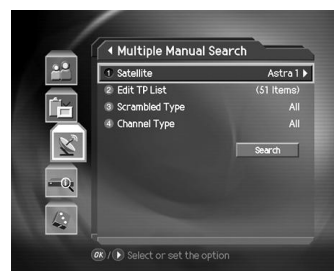 Multiple Manual Search
1 Satellite Astra 1
2 Edit TP List (51 Items)
3 Scrambled Type All
4 Channel Type All
Search
OK / Select or set the option